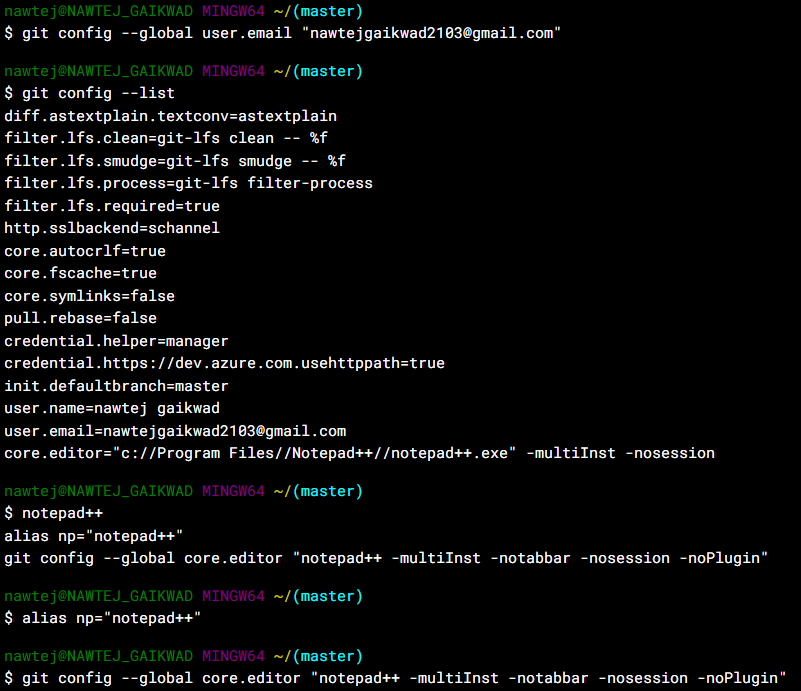 nawtej@NAWTEJ_GAIKWAD MINGW64 ~/(master)
$ git config --global user.email "nawtejgaikwad2103@gmail.com"
nawtej@NAWTEJ_GAIKWAD MINGW64 ~/(master)
$ git config --list
diff.astextplain.textconv=astextplain
filter.lfs.clean=git-lfs clean -- %f
filter.lfs.smudge=git-lfs smudge -- %f
filter.lfs.process=git-lfs filter-process
filter.lfs.required=true
http.sslbackend=schannel
core.autocrlf=true
core.fscache=true
core.symlinks=false
pull.rebase=false
credential.helper=manager
credential.https://dev.azure.com.usehttppath=true
init.defaultbranch=master
user.name=nawtej gaikwad
user.email=nawtejgaikwad2103@gmail.com
core.editor="c://Program Files//Notepad++//notepad++.exe" -multiInst -nosession
nawtej@NAWTEJ_GAIKWAD MINGW64 ~/(master)
$ notepad++
alias np="notepad++"
git config --global core.editor "notepad++ -multiInst -notabbar -nosession -noPlugin"
nawtej@NAWTEJ_GAIKWAD MINGW64 ~/(master)
$ alias np="notepad++"
nawtej@NAWTEJ_GAIKWAD MINGW64 ~/(master)
$ git config --global core.editor "notepad++ -multiInst -notabbar -nosession -noPlugin"